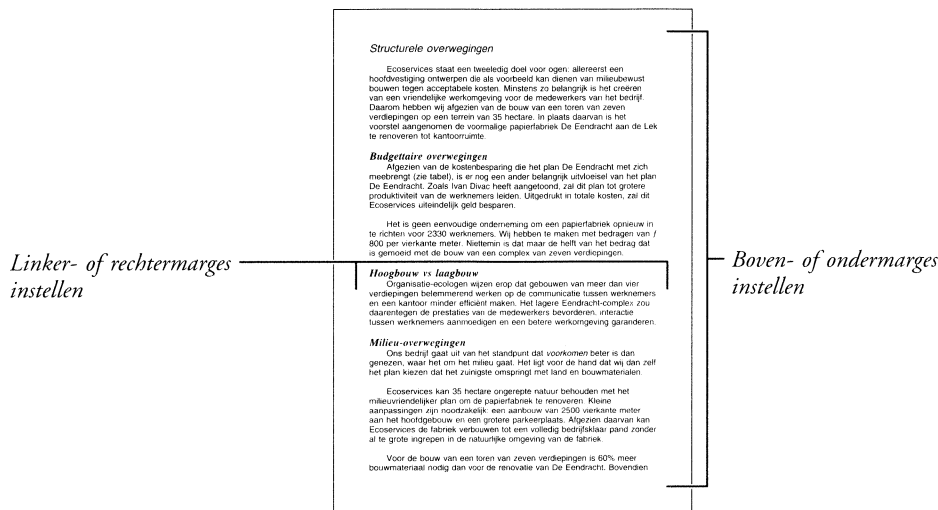 Structurele overwegingen
Ecoservices staat een tweeledig doel voor ogen: allereerst een
hoofdvestiging ontwerpen die als voorbeeld kan dienen van milieubewust
bouwen tegen acceptabele kosten. Minstens zo belangrijk is het creëren
van een vriendelijke werkomgeving voor de medewerkers van het bedrijf.
Daarom hebben wij afgezien van de bouw van een toren van zeven
verdiepingen op een terrein van 35 hectare. In plaats daarvan is het
voorstel aangenomen de voormalige papierfabriek De Eendracht aan de Lek
te renoveren tot kantoorruimte.
Budgettaire overwegingen
Afgezien van de kostenbesparing die het plan De Eendracht met zich
meebrengt (zie tabel), is er nog een ander belangrijk uitvloeisel van het plan
De Eendracht. Zoals Ivan Divac heeft aangetoond, zal dit plan tot grotere
produktiviteit van de werknemers leiden. Uitgedrukt in totale kosten, zal dit
Ecoservices uiteindelijk geld besparen.
Het is geen eenvoudige onderneming om een papierfabriek opnieuw in
te richten voor 2330 werknemers. Wij hebben te maken met bedragen van ƒ
800 per vierkante meter. Niettemin is dat maar de helft van het bedrag dat
is gemoeid met de bouw van een complex van zeven verdiepingen.
Linker- of rechtermarges
instellen
Boven- of ondermarges
instellen
Hoogbouw vs laagbouw
Organisatie-ecologen wijzen erop dat gebouwen van meer dan vier
verdiepingen belemmerend werken op de communicatie tussen werknemers
en een kantoor minder efficiënt maken. Het lagere Eendracht-complex zou
daarentegen de prestaties van de medewerkers bevorderen, interactie
tussen werknemers aanmoedigen en een betere werkomgeving garanderen.
Milieu-overwegingen
Ons bedrijf gaat uit van het standpunt dat voorkomen beter is dan
genezen, waar het om het milieu gaat. Het ligt voor de hand dat wij dan zelf
het plan kiezen dat het zuinigste omspringt met land en bouwmaterialen.
Ecoservices kan 35 hectare ongerepte natuur behouden met het
milieuvriendelijker plan om de papierfabriek te renoveren. Kleine
aanpassingen zijn noodzakelijk: een aanbouw van 2500 vierkante meter
aan het hoofdgebouw en een grotere parkeerplaats. Afgezien daarvan kan
Ecoservices de fabriek verbouwen tot een volledig bedrijfsklaar pand zonder
al te grote ingrepen in de natuurlijke omgeving van de fabriek.
Voor de bouw van een toren van zeven verdiepingen is 60% meer
bouwmateriaal nodig dan voor de renovatie van De Eendracht. Bovendien